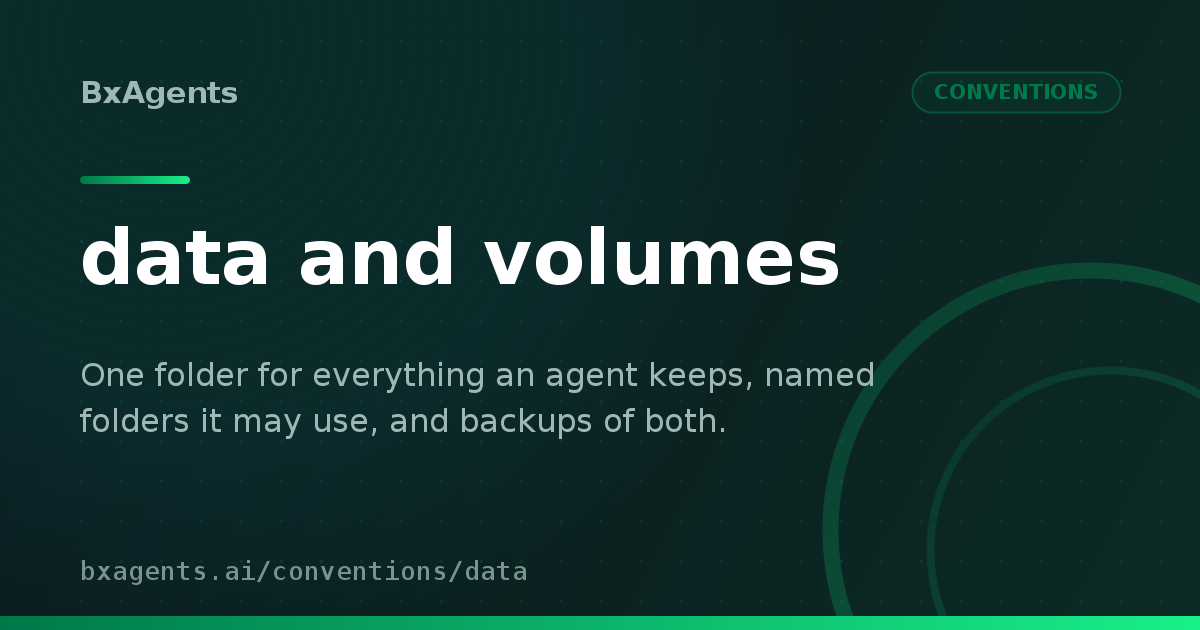 BxAgents
CONVENTIONS
data and volumes
One folder for everything an agent keeps, named
folders it may use, and backups of both.
bxagents.ai/conventions/data